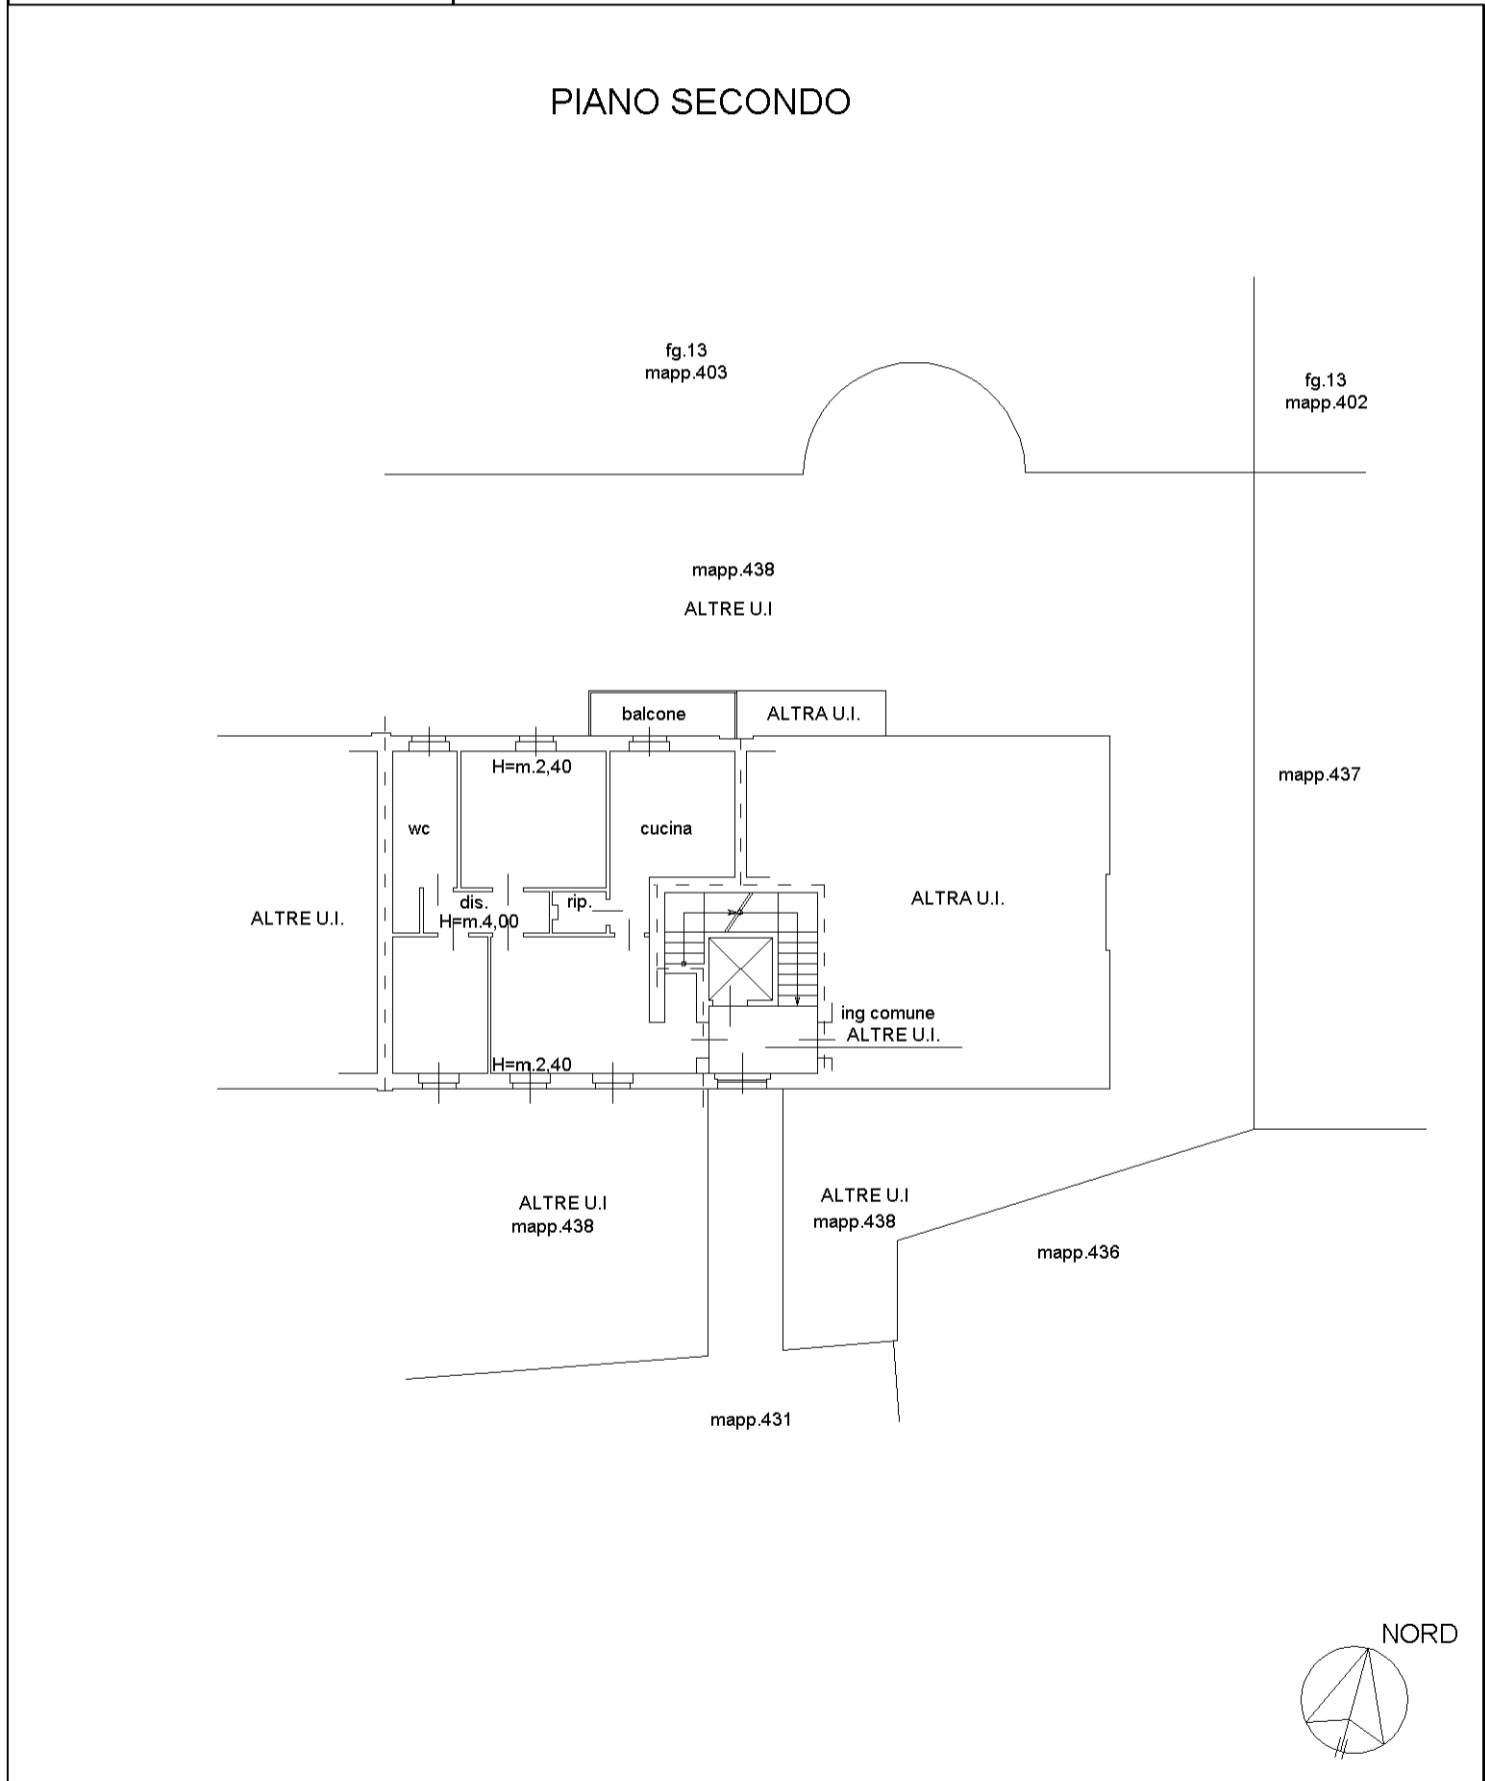 PIANO SECONDO
fg.13
mapp.403
fg.13
mapp.402
mapp.438
ALTRE U.I
balcone
ALTRA U.I.
H=m.2,40
mapp.437
wc
cucina
dis.
rip.
H=m.4,00
ALTRE U.I.
ALTRA U.I.
ing comune
ALTRE U.I.
H=m.2,40
ALTRE U.I
mapp.438
ALTRE U.I
mapp.438
mapp.436
mapp.431
NORD